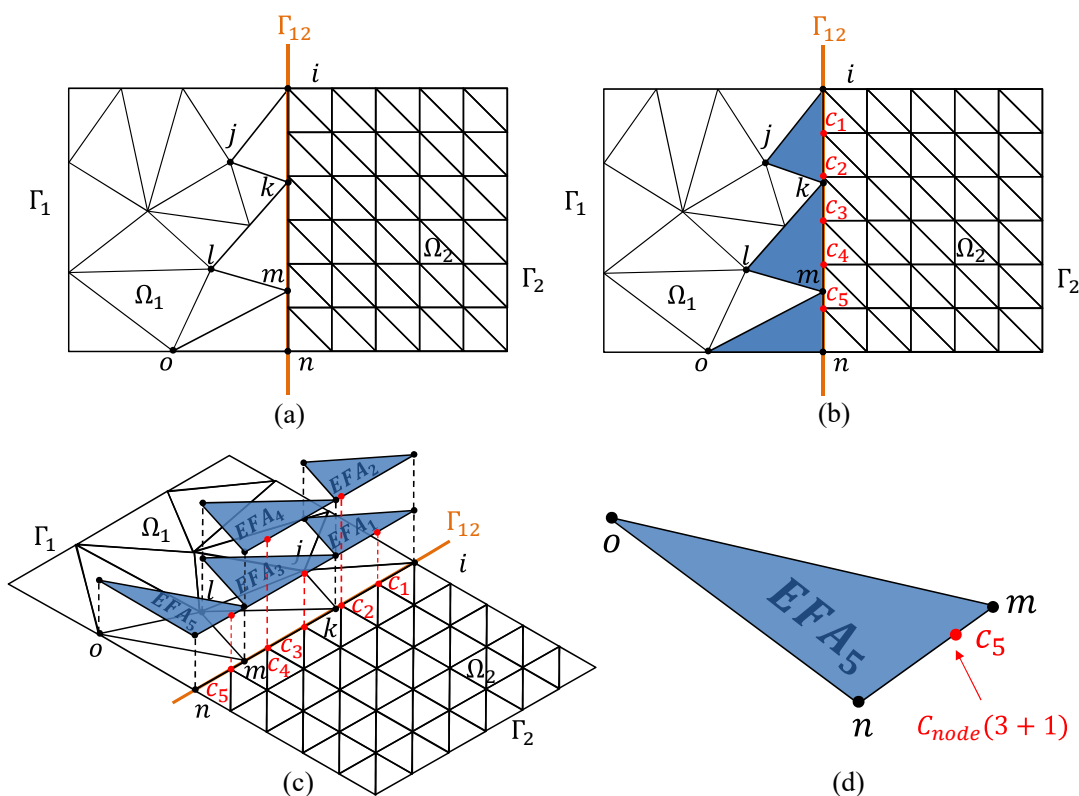 Γ₁₂
i
j
k
Γ₁
l
m
Ω₂
Ω₁
Γ₂
o
n
(a)
Γ₁₂
i
c₁
j
c₂
k
Γ₁
c₃
l
c₄
Ω₂
m
Ω₁
c₅
Γ₂
o
n
(b)
EFA₂
EFA₄
Γ₁₂
Γ₁
Ω₁
EFA₁
j
i
EFA₃
c₁
l
c₂
EFA₅
k
o
c₃
m
c₄
Ω₂
c₅
n
Γ₂
(c)
o
EFA₅
m
c₅
n
C_node(3 + 1)
(d)